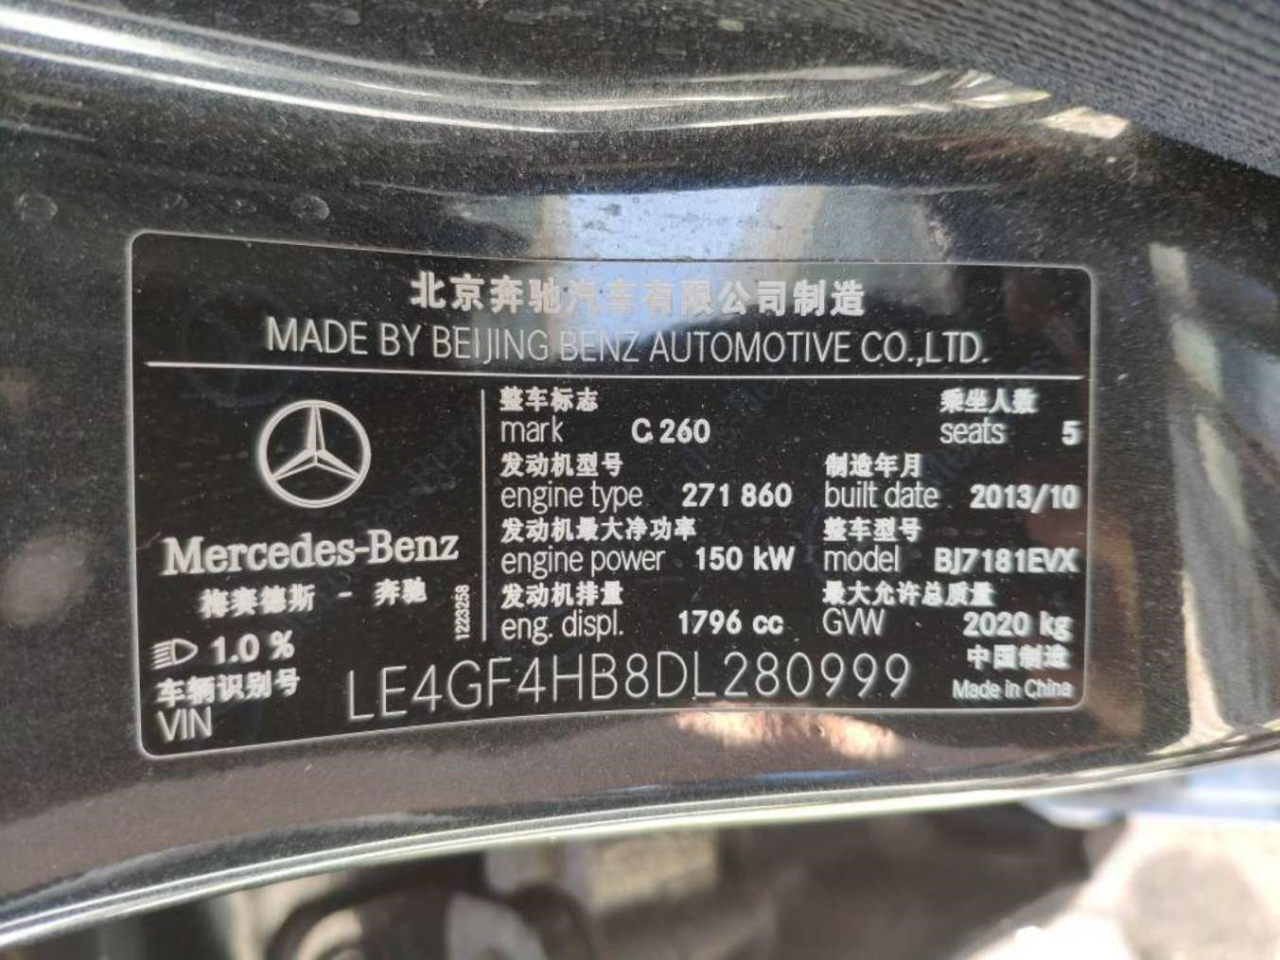 北京奔驰汽车有限公司制造
MADE BY BEIJING BENZ AUTOMOTIVE CO.,LTD.
整车标志 乘坐人数
mark C 260 seats 5
发动机型号 制造年月
engine type 271 860 built date 2013/10
发动机最大净功率 整车型号
engine power 150 kW model BJ7181EVX
发动机排量 最大允许总质量
eng. displ. 1796 cc GVW 2020 kg
Mercedes-Benz
梅赛德斯 - 奔驰
1223258
1.0 %
车辆识别号
VIN LE4GF4HB8DL280999
中国制造
Made in China